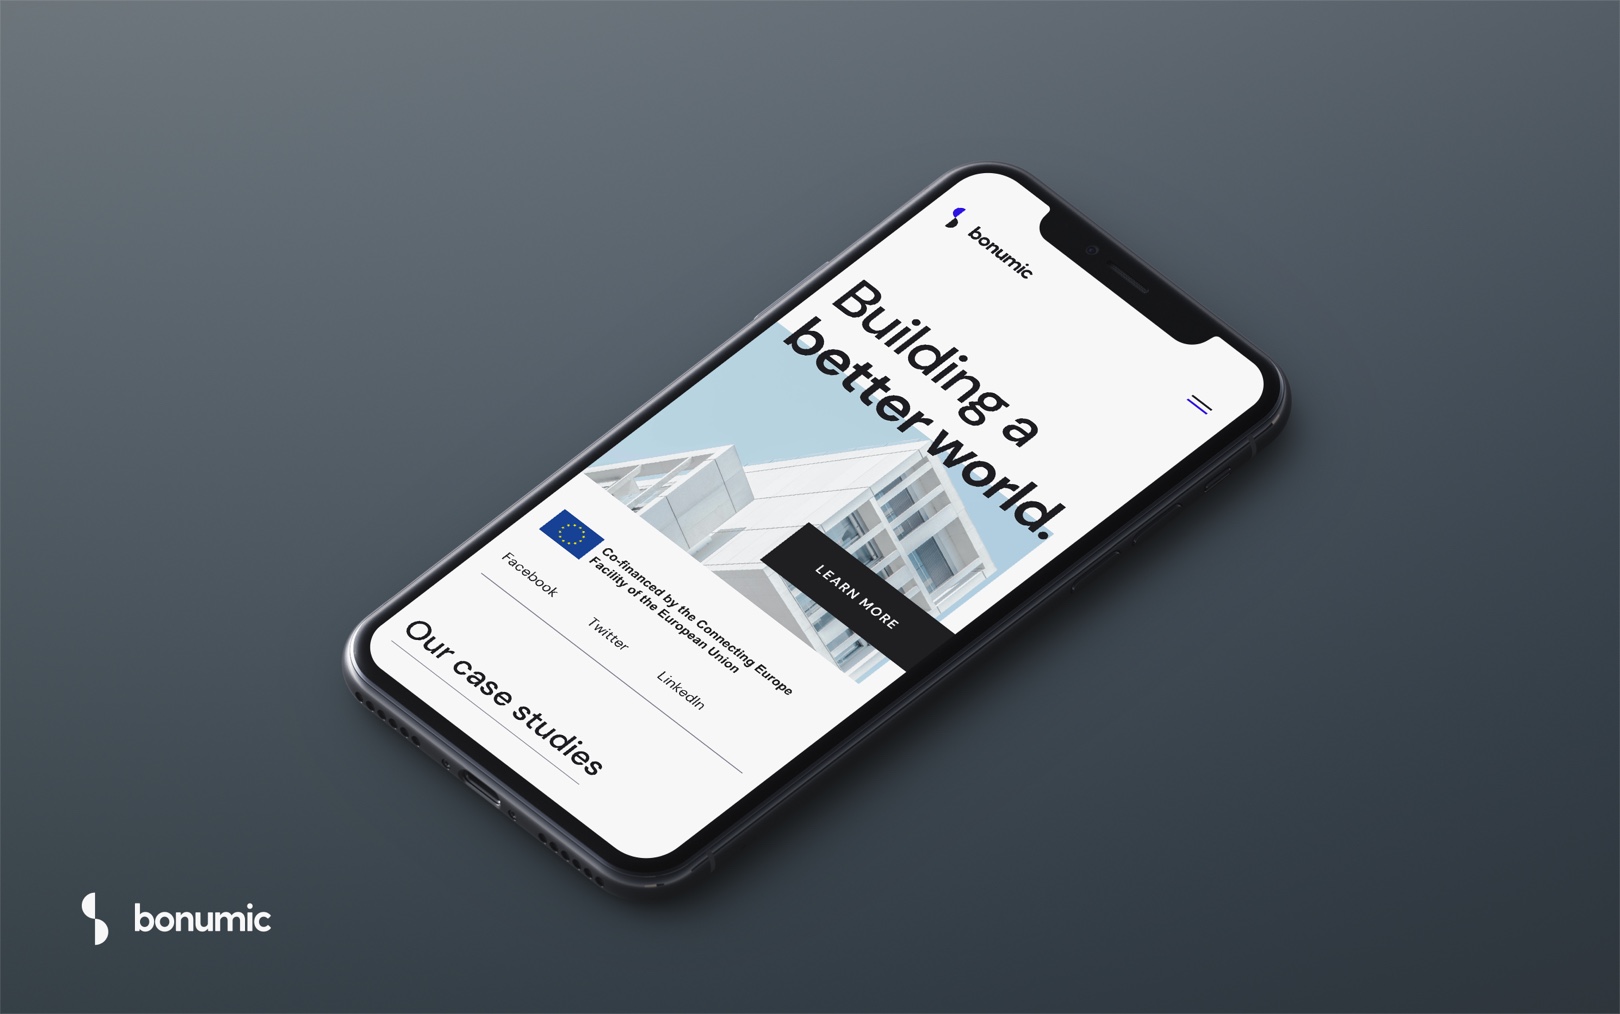 bonumic
Building a
better world.
LEARN MORE
Co-financed by the Connecting Europe
Facility of the European Union
Facebook
Twitter
LinkedIn
Our case studies
bonumic